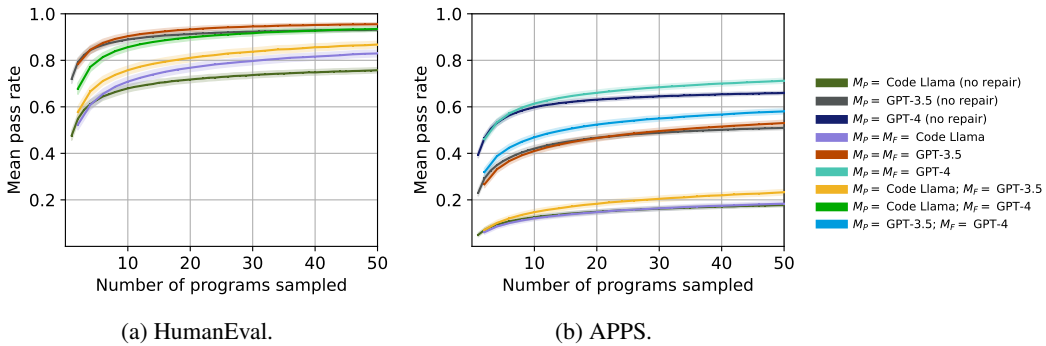 1.0
0.8
0.6
0.4
0.2
Mean pass rate
10 20 30 40 50
Number of programs sampled
(a) HumanEval.
1.0
0.8
0.6
0.4
0.2
Mean pass rate
10 20 30 40 50
Number of programs sampled
(b) APPS.
M_P = Code Llama (no repair)
M_P = GPT-3.5 (no repair)
M_P = GPT-4 (no repair)
M_P = M_F = Code Llama
M_P = M_F = GPT-3.5
M_P = M_F = GPT-4
M_P = Code Llama; M_F = GPT-3.5
M_P = Code Llama; M_F = GPT-4
M_P = GPT-3.5; M_F = GPT-4